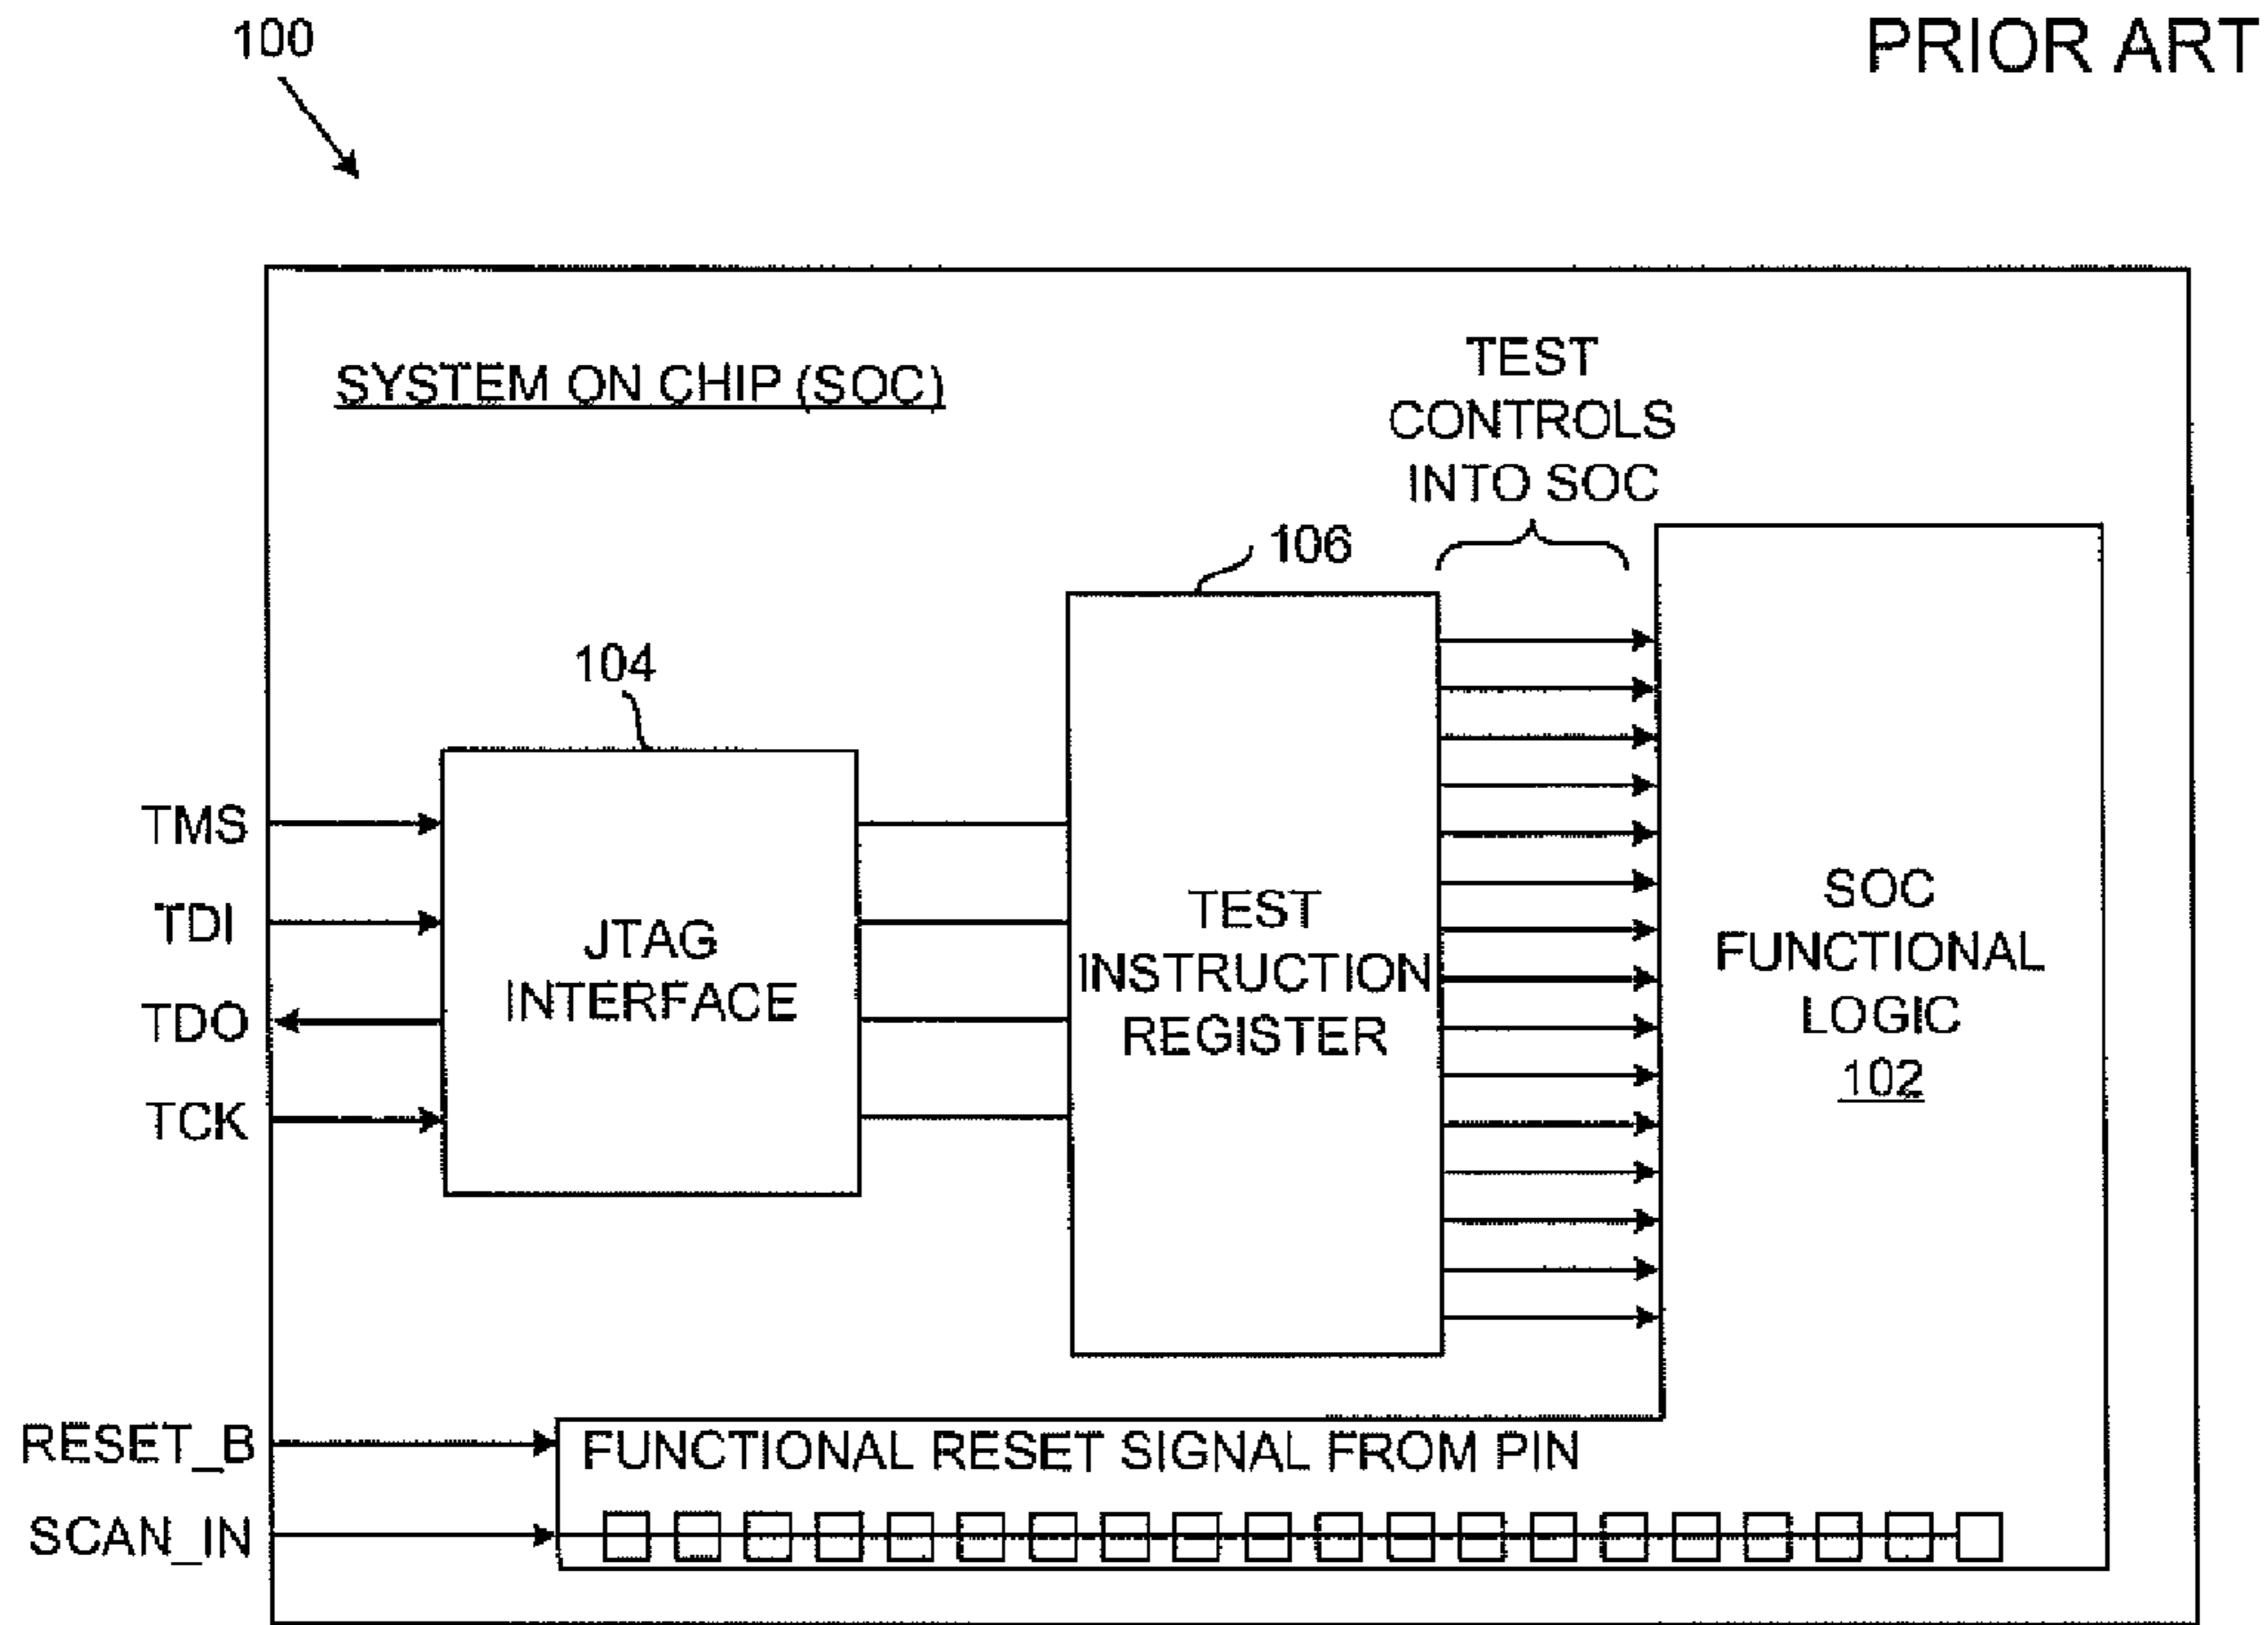 100
PRIOR ART
SYSTEM ON CHIP (SOC)
TEST
CONTROLS
INTO SOC
106
104
TMS
TDI
TDO
TCK
JTAG
INTERFACE
TEST
INSTRUCTION
REGISTER
SOC
FUNCTIONAL
LOGIC
102
RESET_B
FUNCTIONAL RESET SIGNAL FROM PIN
SCAN_IN